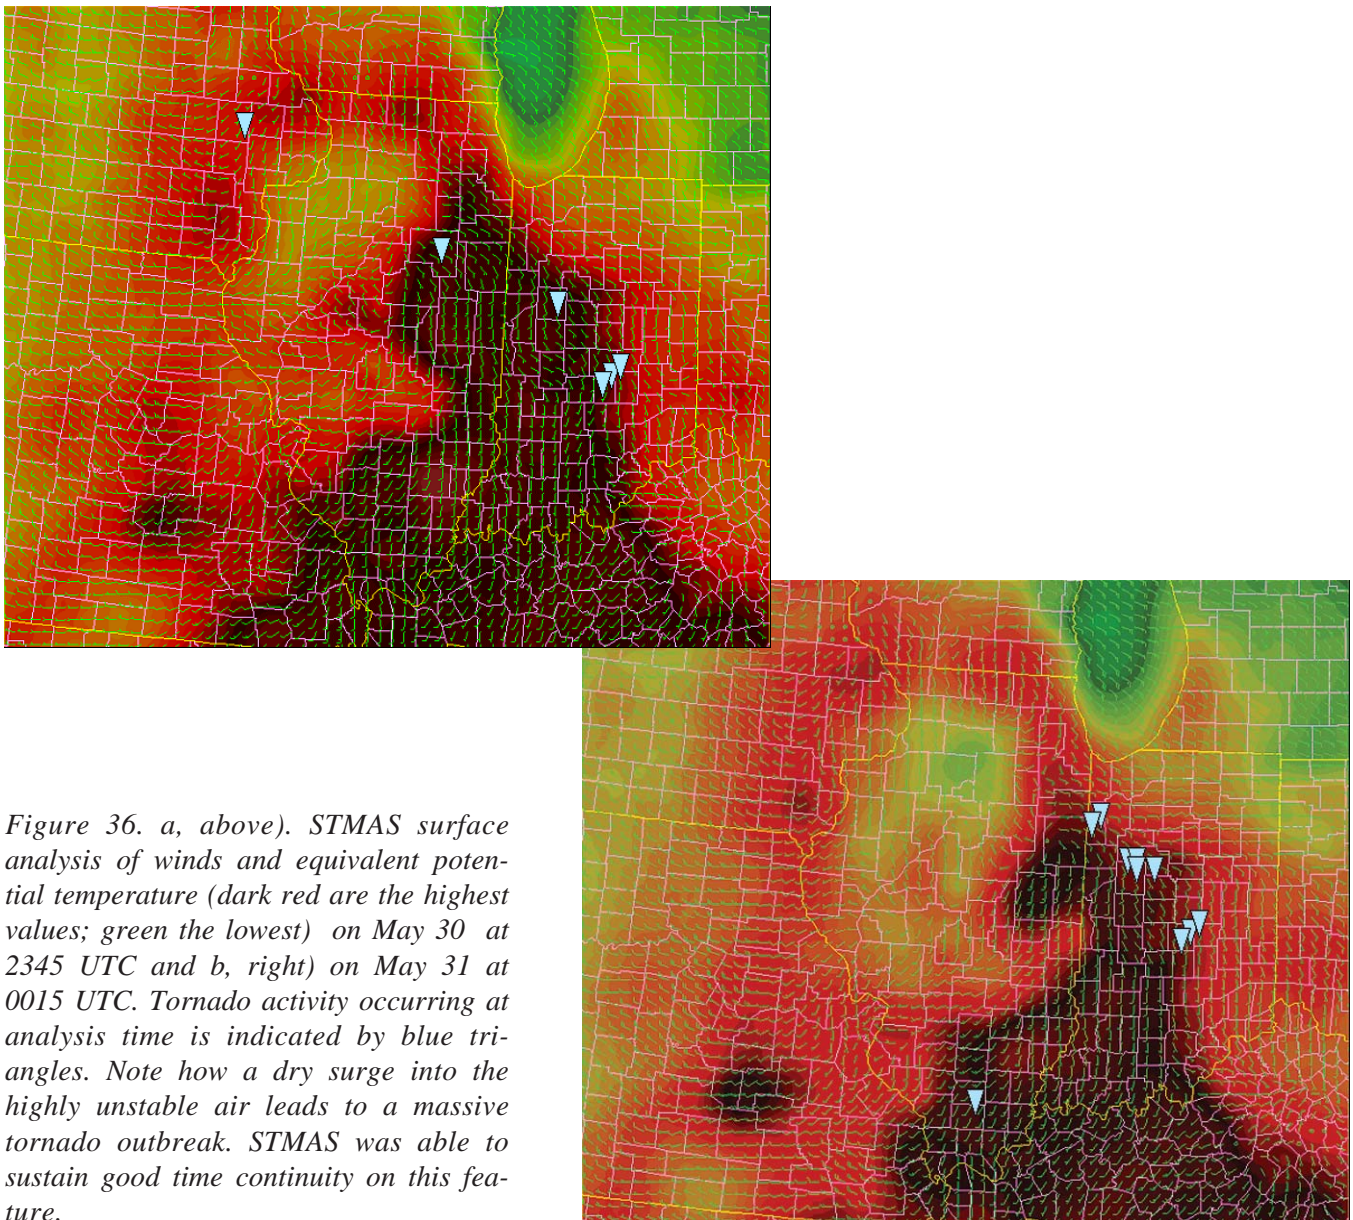 Figure 36. a, above). STMAS surface
analysis of winds and equivalent poten-
tial temperature (dark red are the highest
values; green the lowest) on May 30 at
2345 UTC and b, right) on May 31 at
0015 UTC. Tornado activity occurring at
analysis time is indicated by blue tri-
angles. Note how a dry surge into the
highly unstable air leads to a massive
tornado outbreak. STMAS was able to
sustain good time continuity on this fea-
ture.